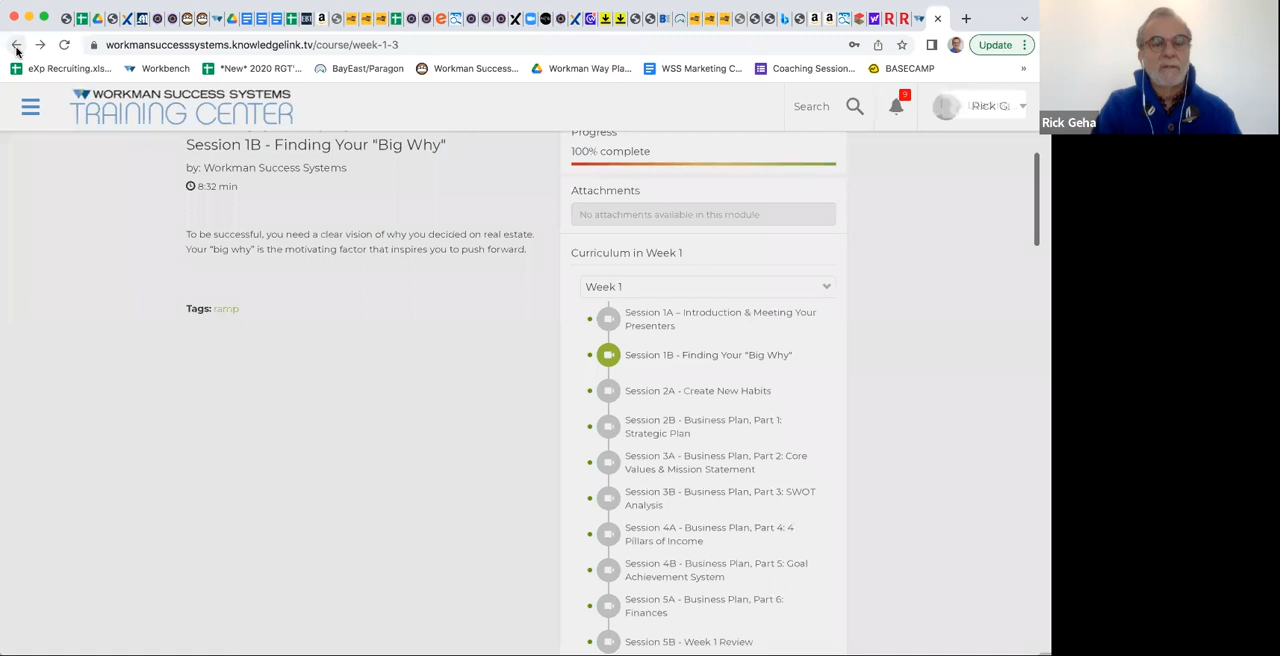 workmansuccesssystems.knowledgelink.tv/course/week-1-3
Update
eXp Recruiting.xls...
Workbench
*New* 2020 RGT'...
BayEast/Paragon
Workman Success...
Workman Way Pla...
WSS Marketing C...
Coaching Session...
BASECAMP
»
WORKMAN SUCCESS SYSTEMS
TRAINING CENTER
Search
9
Rick G
Rick Geha
Progress
Session 1B - Finding Your "Big Why"
100% complete
by: Workman Success Systems
8:32 min
Attachments
No attachments available in this module
To be successful, you need a clear vision of why you decided on real estate.
Your "big why" is the motivating factor that inspires you to push forward.
Tags: ramp
Curriculum in Week 1
Week 1
Session 1A – Introduction & Meeting Your
Presenters
Session 1B - Finding Your "Big Why"
Session 2A - Create New Habits
Session 2B - Business Plan, Part 1:
Strategic Plan
Session 3A - Business Plan, Part 2: Core
Values & Mission Statement
Session 3B - Business Plan, Part 3: SWOT
Analysis
Session 4A - Business Plan, Part 4: 4
Pillars of Income
Session 4B - Business Plan, Part 5: Goal
Achievement System
Session 5A - Business Plan, Part 6:
Finances
Session 5B - Week 1 Review